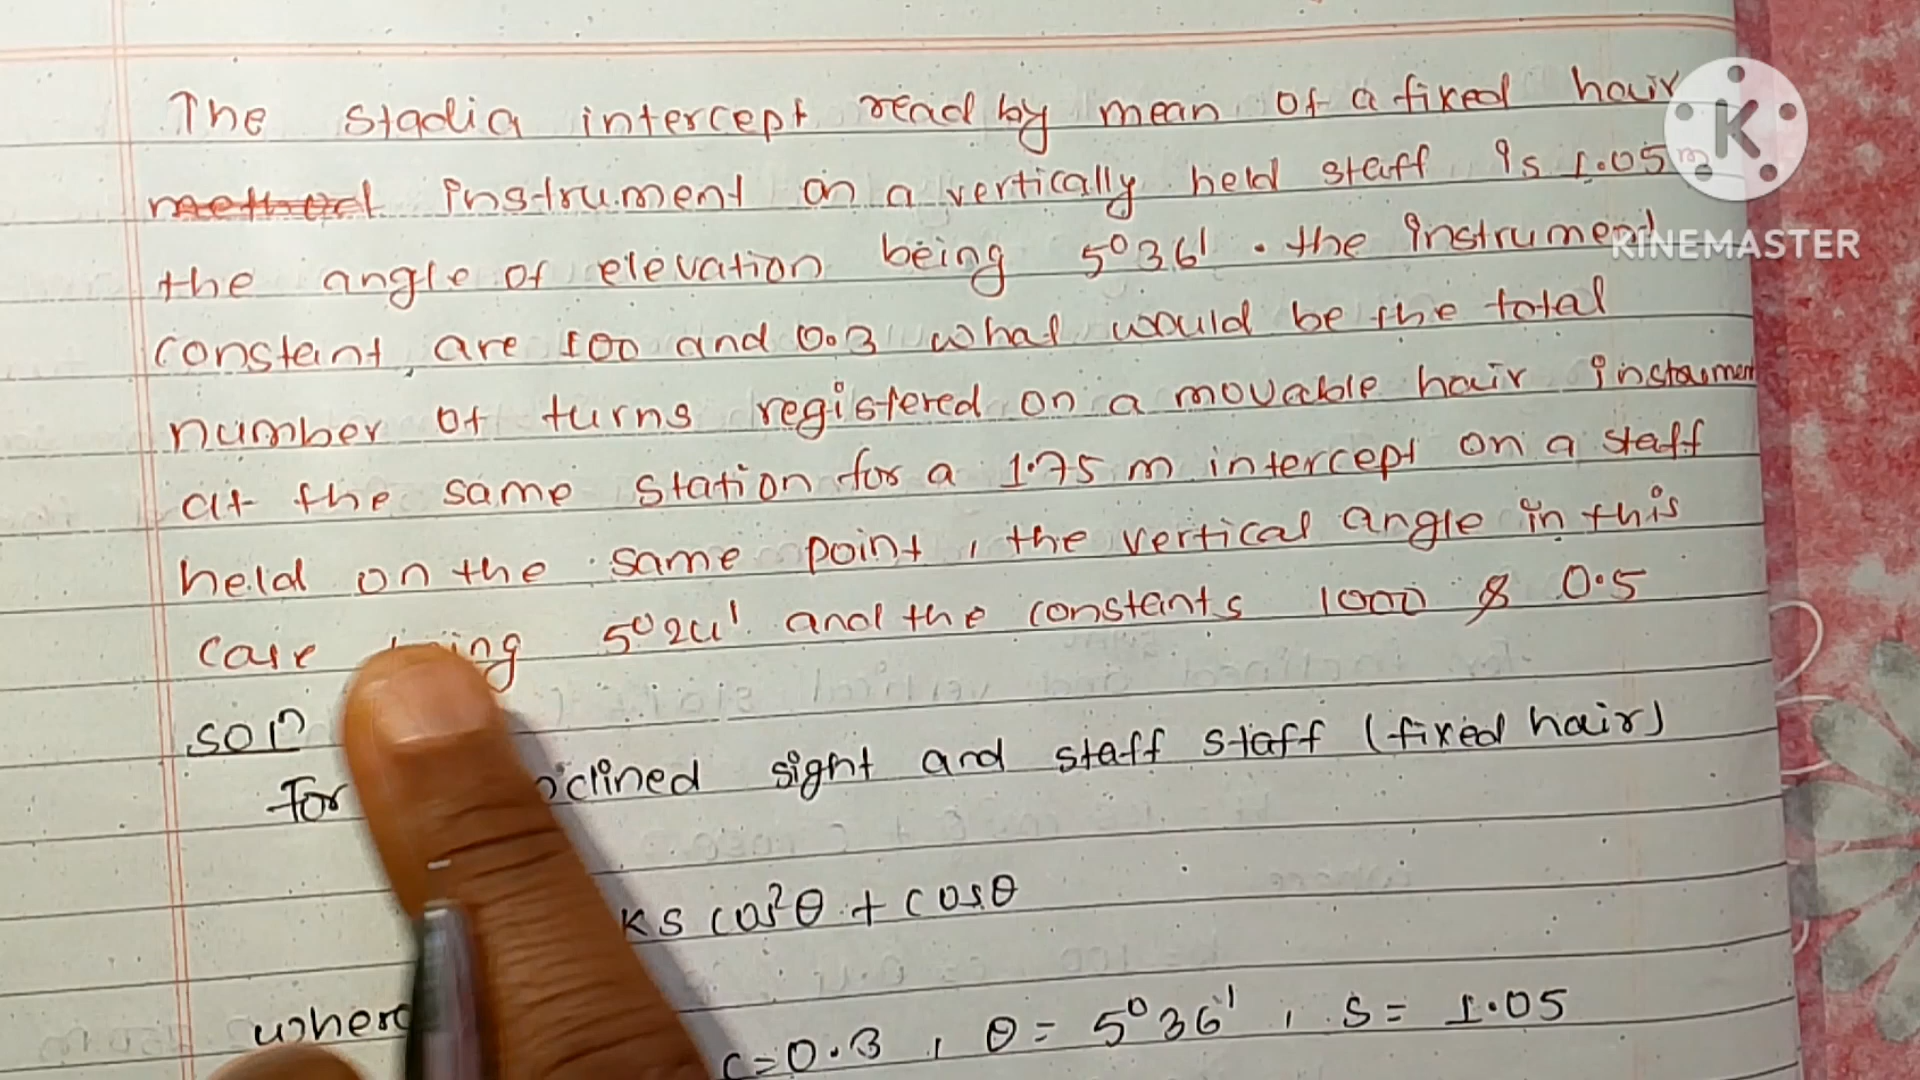 The stadia intercept read by mean of a fixed hair
instrument on a vertically held staff is 1.05m
the angle of elevation being 5°36'. the instrument
constant, are 100 and 0.3 what would be the total
number of turns registered on a movable hair instrument
at the same station for a 1.75 m intercept on a staff
held on the same point, the vertical angle in this
case being 5°24' and the constants 1000 & 0.5
Solⁿ
For inclined sight and staff staff (fixed hair)
KS cos²θ + C cosθ
where
C=0.3, θ = 5°36', S = 1.05
K
KINEMASTER